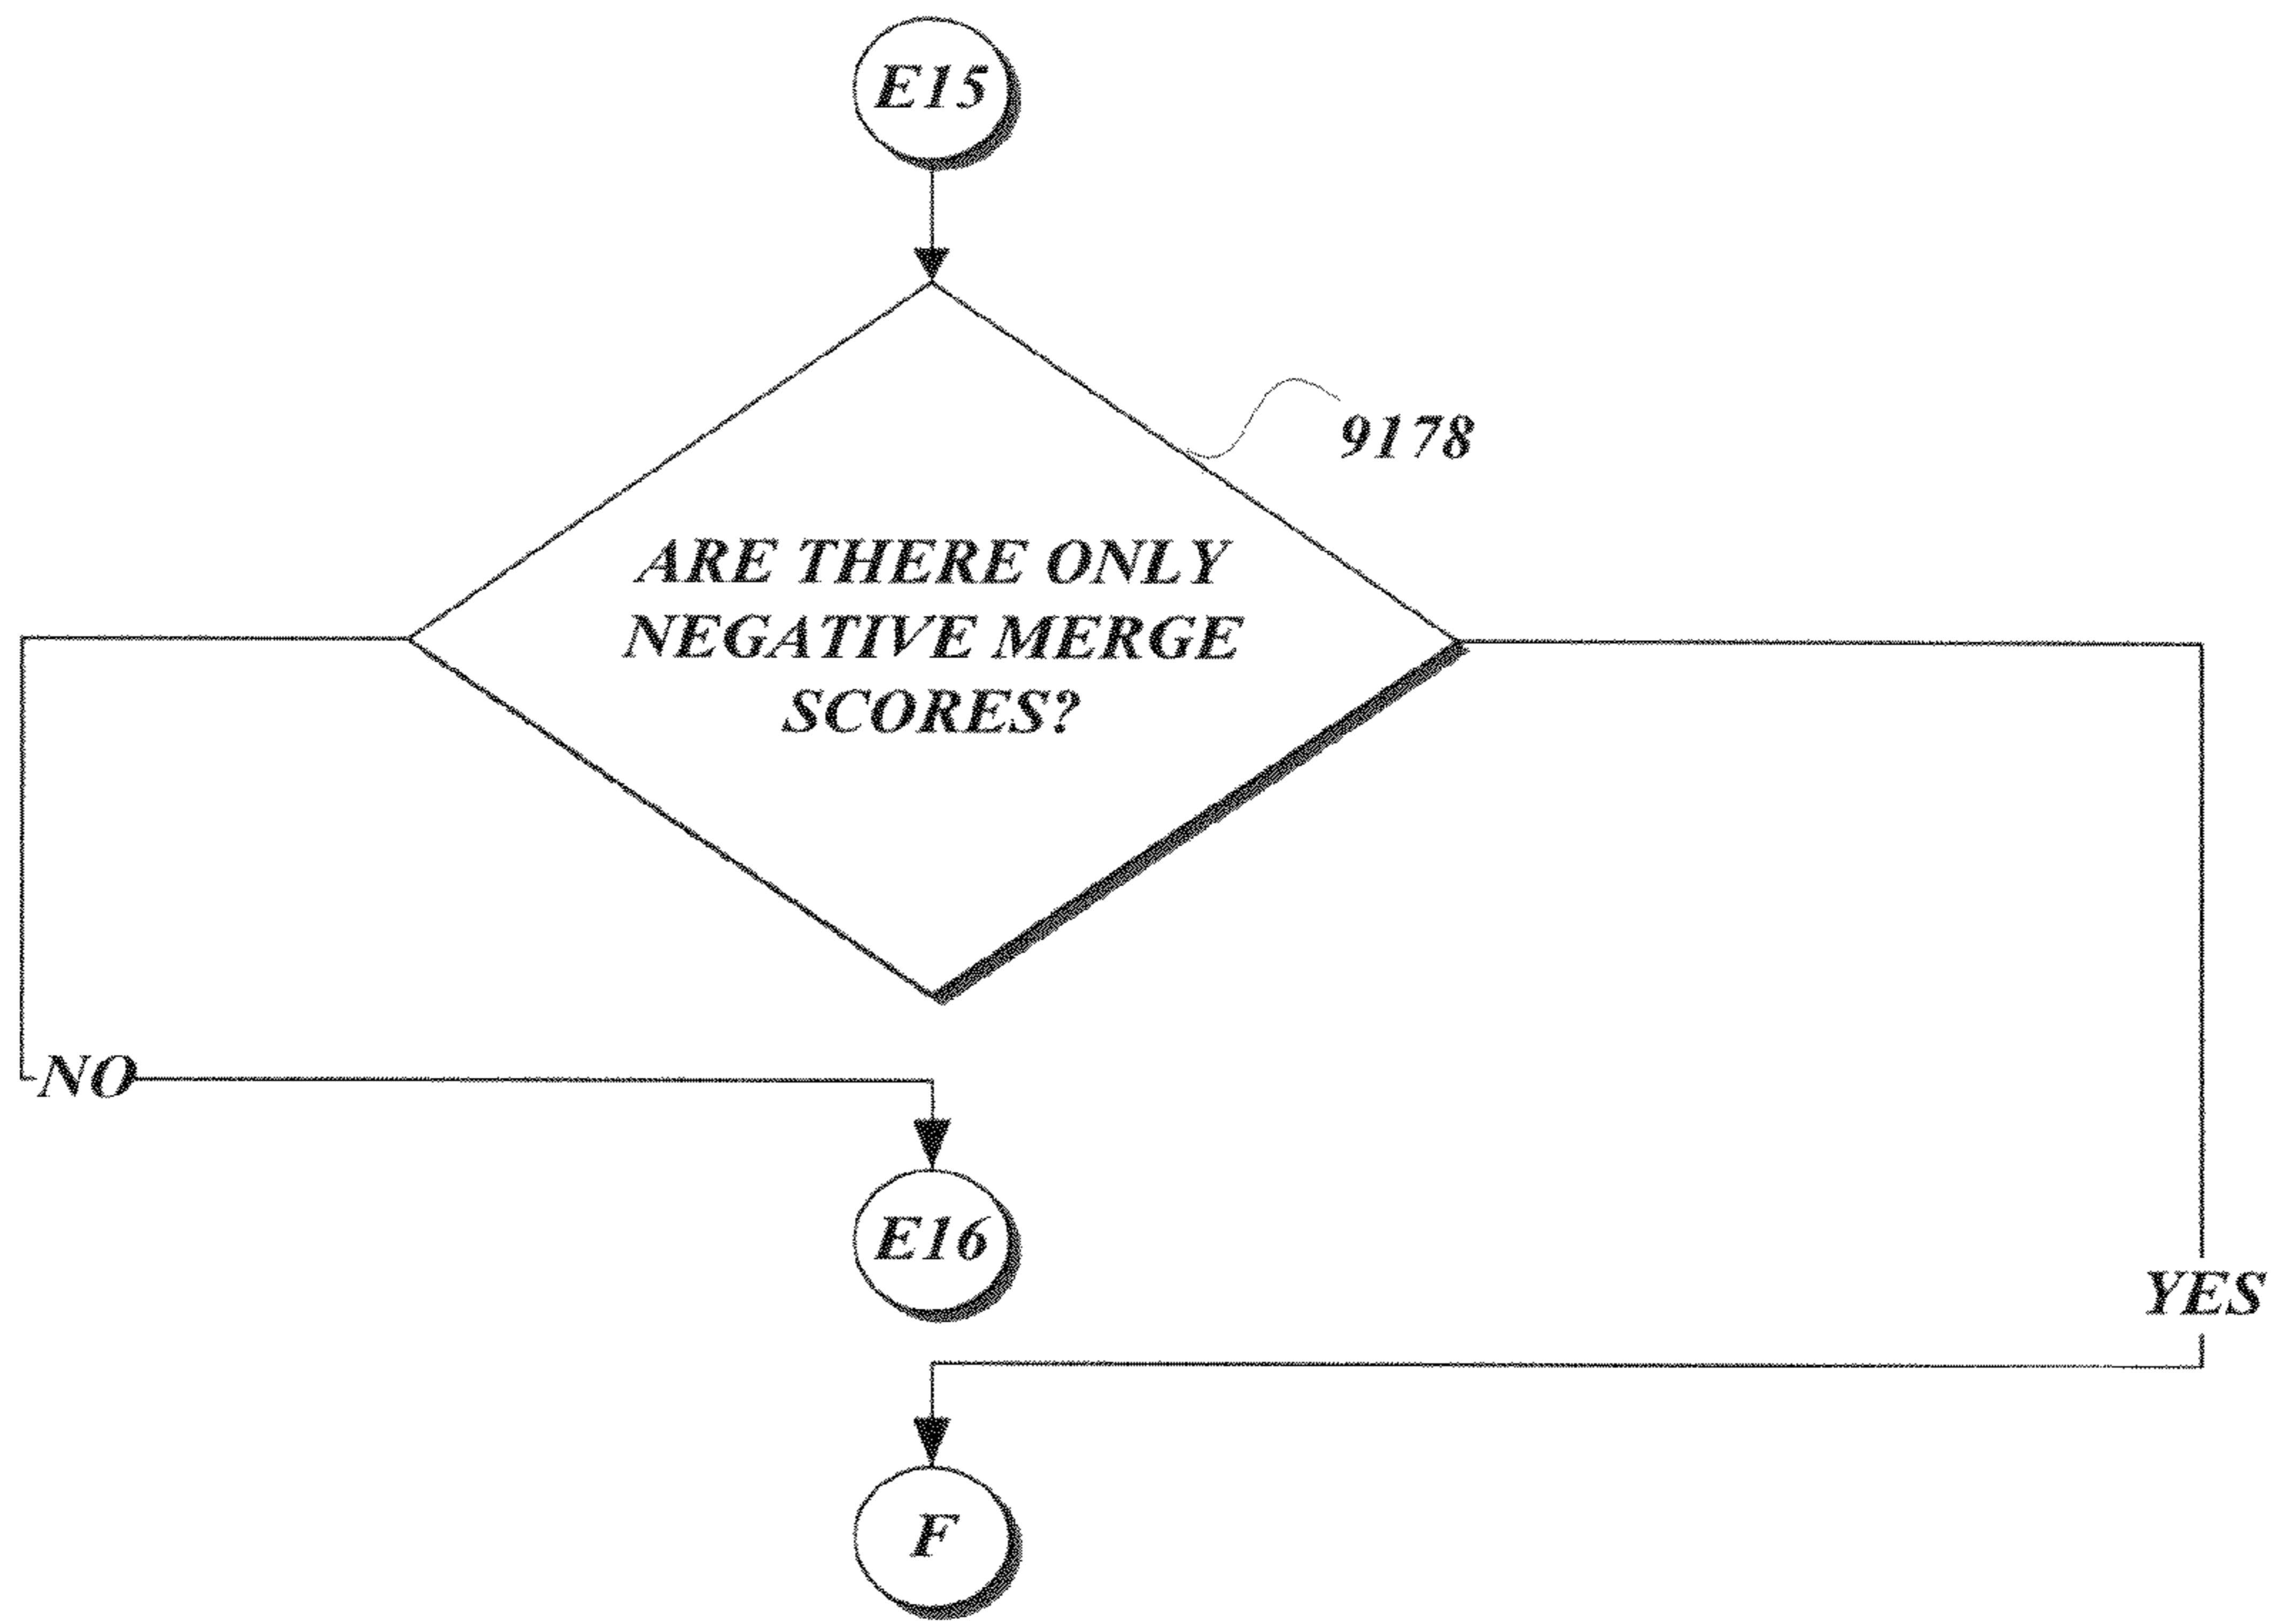 E15
9178
ARE THERE ONLY
NEGATIVE MERGE
SCORES?
NO
E16
YES
F